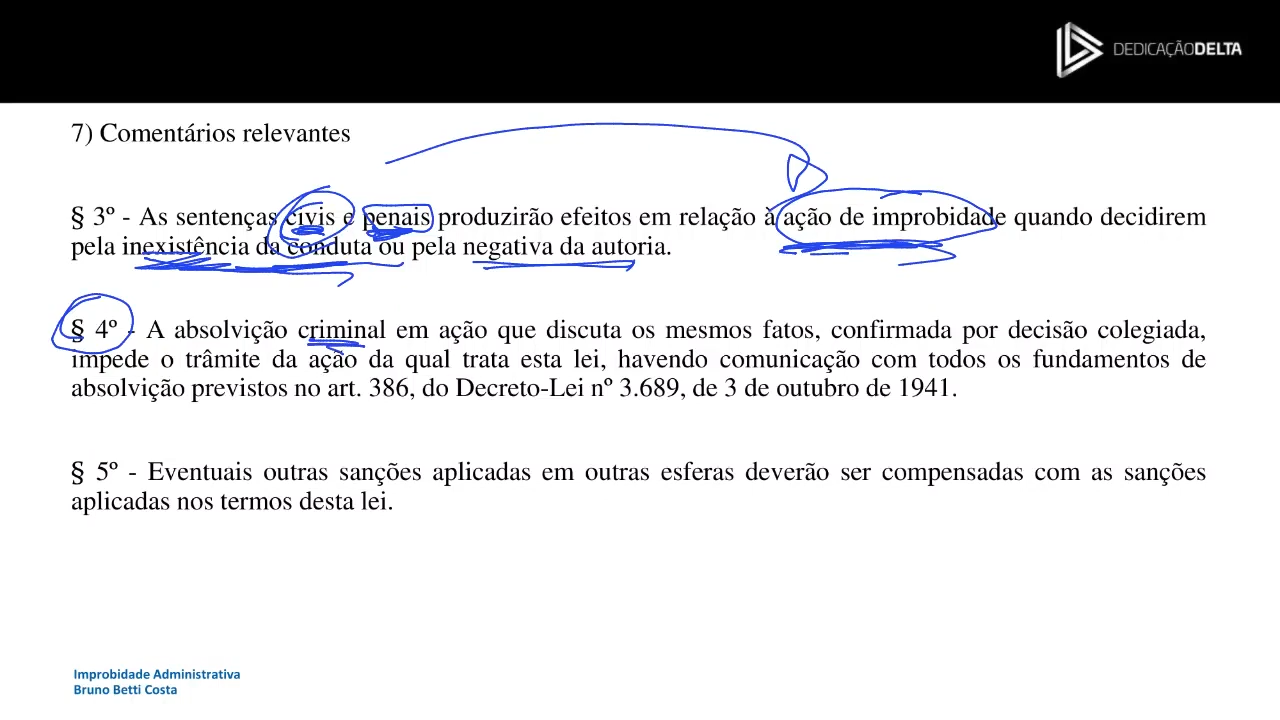 DEDICAÇÃODELTA
7) Comentários relevantes
§ 3º - As sentenças civis e penais produzirão efeitos em relação à ação de improbidade quando decidirem
pela inexistência da conduta ou pela negativa da autoria.
§ 4º - A absolvição criminal em ação que discuta os mesmos fatos, confirmada por decisão colegiada,
impede o trâmite da ação da qual trata esta lei, havendo comunicação com todos os fundamentos de
absolvição previstos no art. 386, do Decreto-Lei nº 3.689, de 3 de outubro de 1941.
§ 5º - Eventuais outras sanções aplicadas em outras esferas deverão ser compensadas com as sanções
aplicadas nos termos desta lei.
Improbidade Administrativa
Bruno Betti Costa